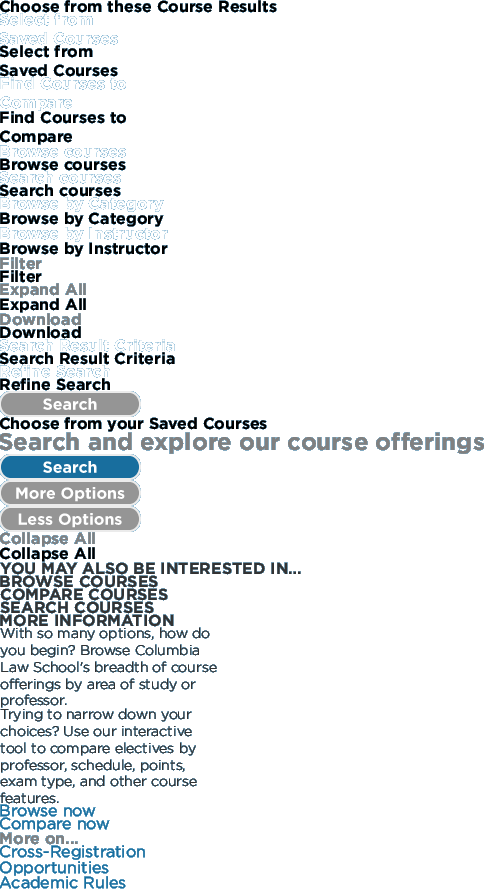 Choose from these Course Results
Select from
Saved Courses
Select from
Saved Courses
Find Courses to
Compare
Find Courses to
Compare
Browse courses
Browse courses
Search courses
Search courses
Browse by Category
Browse by Category
Browse by Instructor
Browse by Instructor
Filter
Filter
Expand All
Expand All
Download
Download
Search Result Criteria
Search Result Criteria
Refine Search
Refine Search
Search
Choose from your Saved Courses
Search and explore our course offerings
Search
More Options
Less Options
Collapse All
Collapse All
YOU MAY ALSO BE INTERESTED IN...
BROWSE COURSES
COMPARE COURSES
SEARCH COURSES
MORE INFORMATION
With so many options, how do
you begin? Browse Columbia
Law School's breadth of course
offerings by area of study or
professor.
Trying to narrow down your
choices? Use our interactive
tool to compare electives by
professor, schedule, points,
exam type, and other course
features.
Browse now
Compare now
More on...
Cross-Registration
Opportunities
Academic Rules